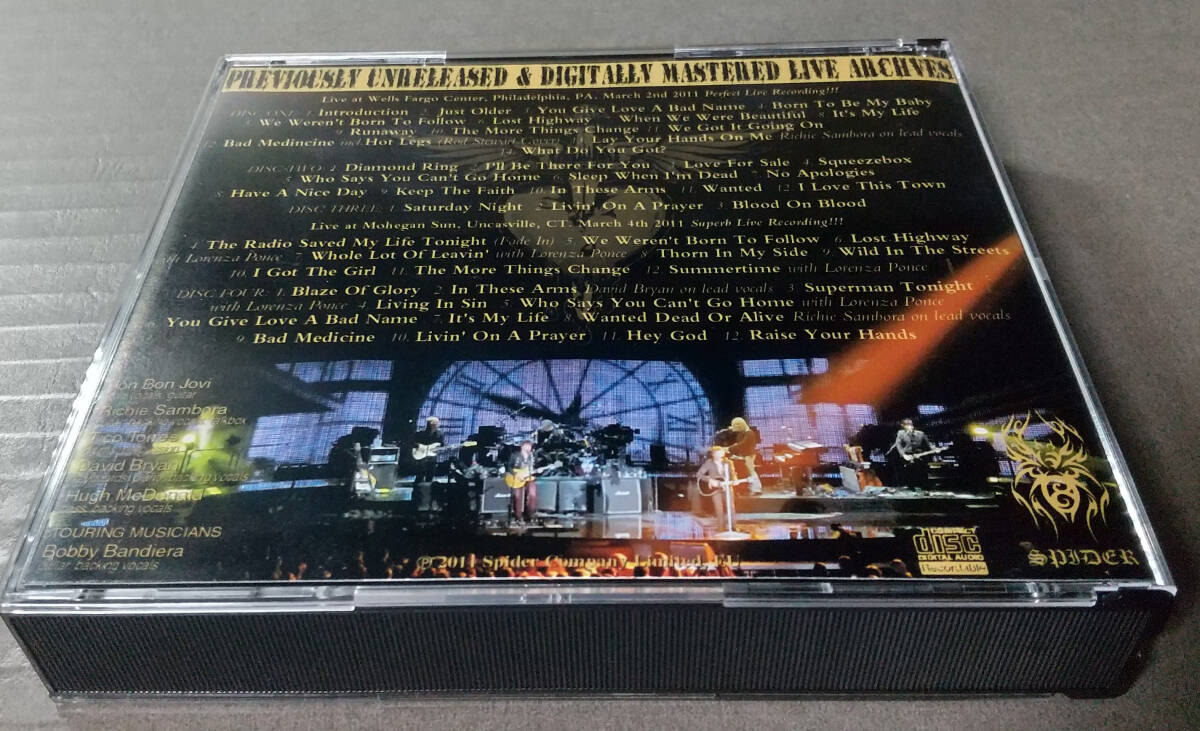 PREVIOUSLY UNRELEASED & DIGITALLY MASTERED LIVE ARCHVES
Live at Wells Fargo Center, Philadelphia, PA. March 2nd 2011 Perfect Live Recording!!!
DISC ONE: 1. Introduction 2. Just Older 3. You Give Love A Bad Name 4. Born To Be My Baby
5. We Weren't Born To Follow 6. Lost Highway 7. When We Were Beautiful 8. It's My Life
9. Runaway 10. The More Things Change 11. We Got It Going On
12. Bad Medincine incl. Hot Legs (Rod Stewart Cover) 13. Lay Your Hands On Me Richie Sambora on lead vocals
14. What Do You Got?
DISC TWO: 1. Diamond Ring 2. I'll Be There For You 3. Love For Sale 4. Squeezebox
5. Who Says You Can't Go Home 6. Sleep When I'm Dead 7. No Apologies
8. Have A Nice Day 9. Keep The Faith 10. In These Arms 11. Wanted 12. I Love This Town
DISC THREE: 1. Saturday Night 2. Livin' On A Prayer 3. Blood On Blood
Live at Mohegan Sun, Uncasville, CT. March 4th 2011 Superb Live Recording!!!
4. The Radio Saved My Life Tonight (Fade In) 5. We Weren't Born To Follow 6. Lost Highway
with Lorenza Ponce 7. Whole Lot Of Leavin' with Lorenza Ponce 8. Thorn In My Side 9. Wild In The Streets
10. I Got The Girl 11. The More Things Change 12. Summertime with Lorenza Ponce
DISC FOUR: 1. Blaze Of Glory 2. In These Arms David Bryan on lead vocals 3. Superman Tonight
with Lorenza Ponce 4. Living In Sin 5. Who Says You Can't Go Home with Lorenza Ponce
You Give Love A Bad Name 7. It's My Life 8. Wanted Dead Or Alive Richie Sambora on lead vocals
9. Bad Medicine 10. Livin' On A Prayer 11. Hey God 12. Raise Your Hands
on Bon Jovi
vocals, guitar
Richie Sambora
David Bryan
backing vocals
Hugh McDonald
bass, backing vocals
TOURING MUSICIANS
Bobby Bandiera
guitar backing vocals
Marshall
Marshall
© 2011 Spider Company Limited, EU
COMPACT
disc
DIGITAL AUDIO
Recordable
SPIDER